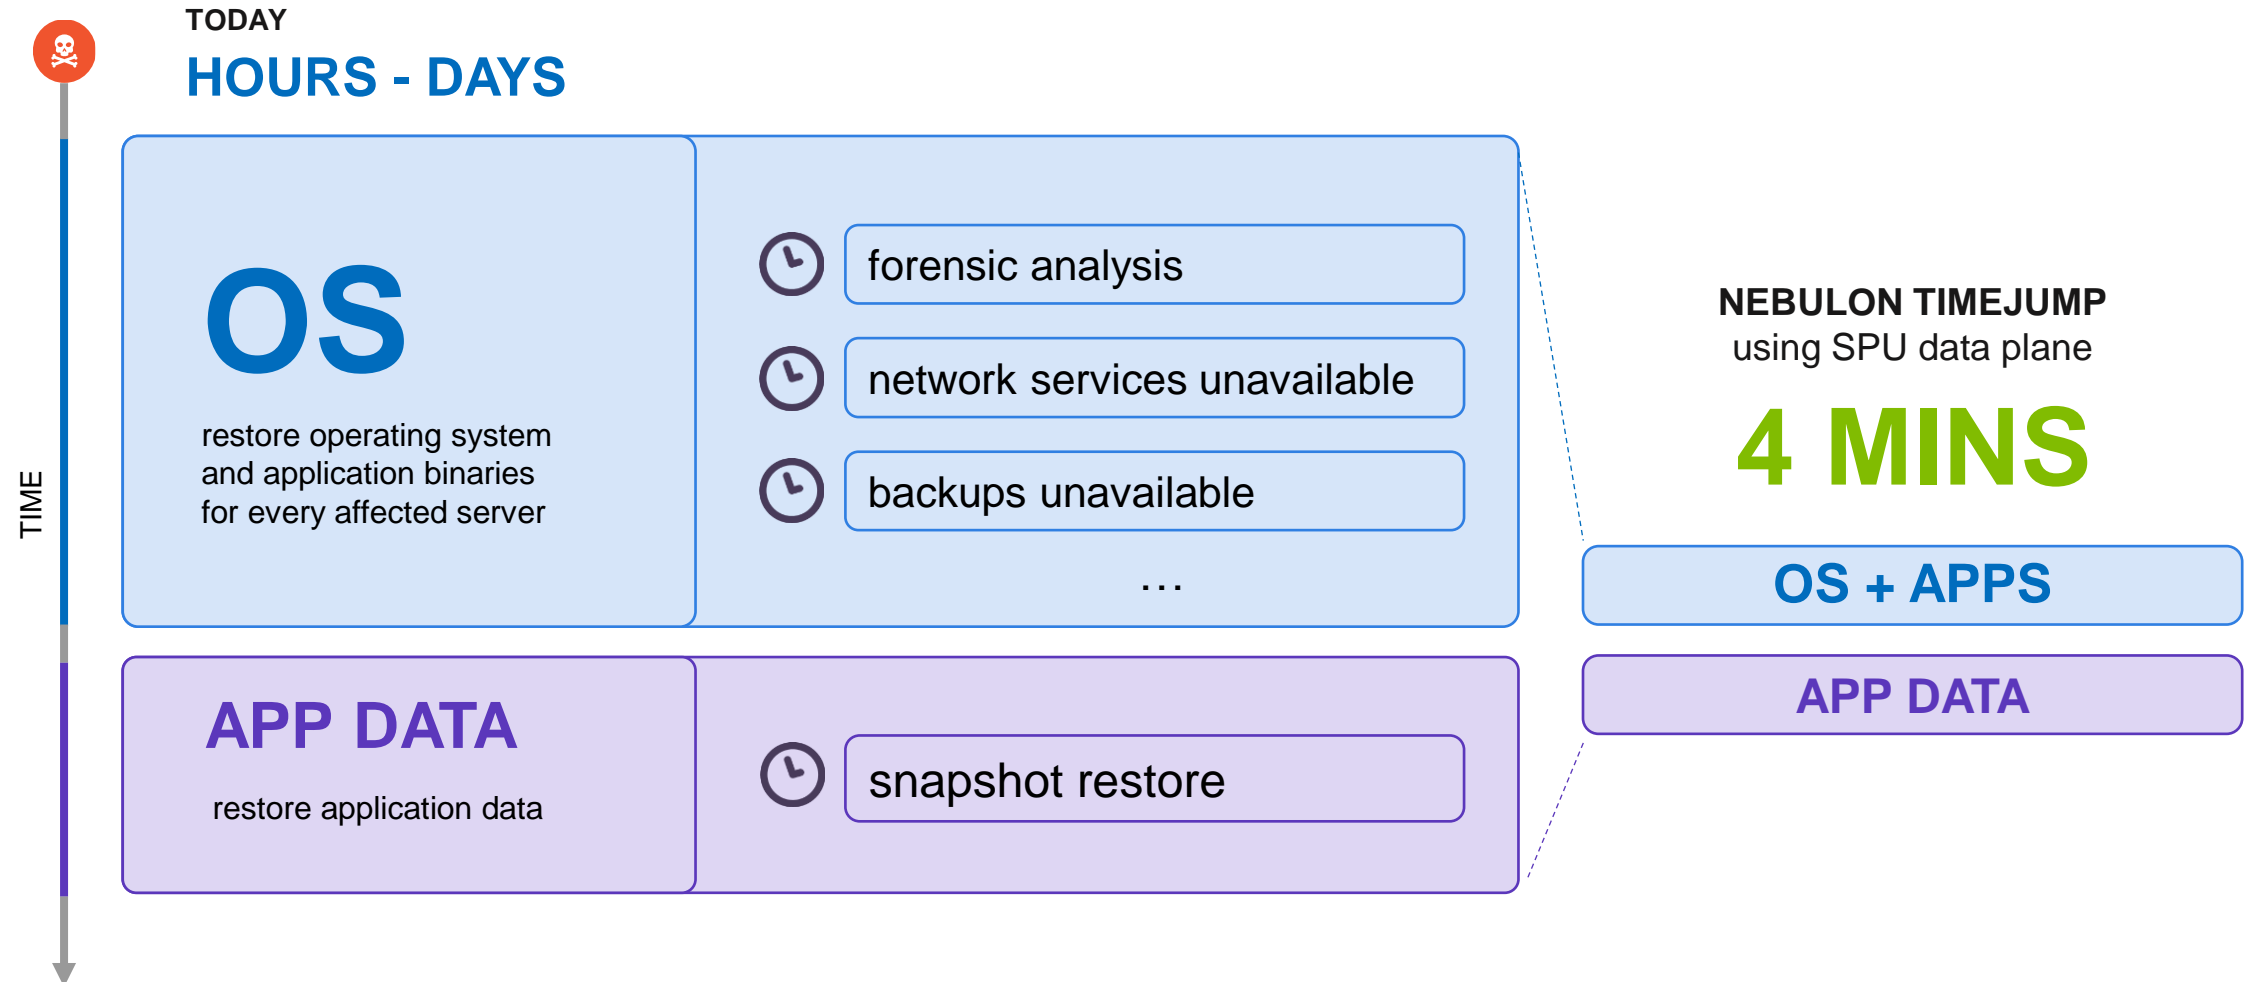 TODAY
HOURS - DAYS
TIME
OS
restore operating system
and application binaries
for every affected server
forensic analysis
network services unavailable
backups unavailable
...
APP DATA
restore application data
snapshot restore
NEBULON TIMEJUMP
using SPU data plane
4 MINS
OS + APPS
APP DATA